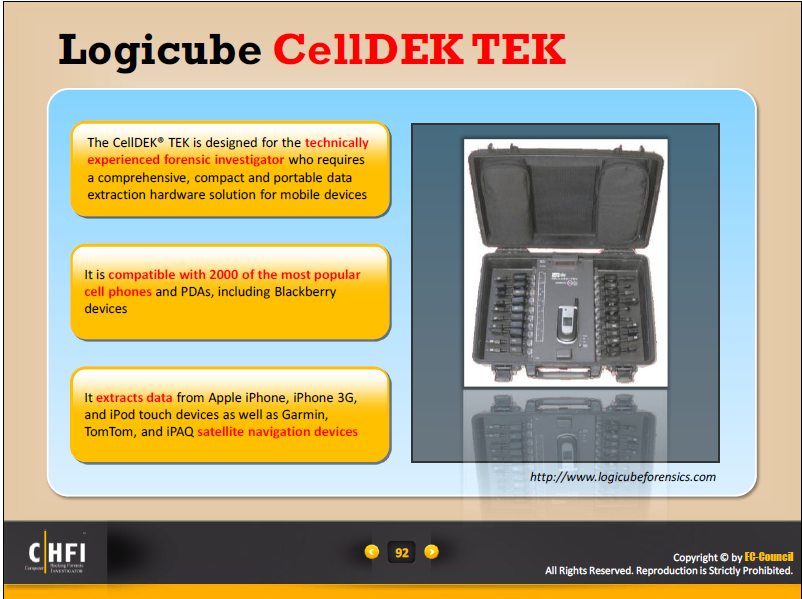 Logicube CellDEK TEK
The CellDEK® TEK is designed for the technically
experienced forensic investigator who requires
a comprehensive, compact and portable data
extraction hardware solution for mobile devices
It is compatible with 2000 of the most popular
cell phones and PDAs, including Blackberry
devices
It extracts data from Apple iPhone, iPhone 3G,
and iPod touch devices as well as Garmin,
TomTom, and iPAQ satellite navigation devices
http://www.logicubeforensics.com
CHFI
Computer Hacking Forensic
INVESTIGATOR
92
Copyright © by EC-Council
All Rights Reserved. Reproduction is Strictly Prohibited.